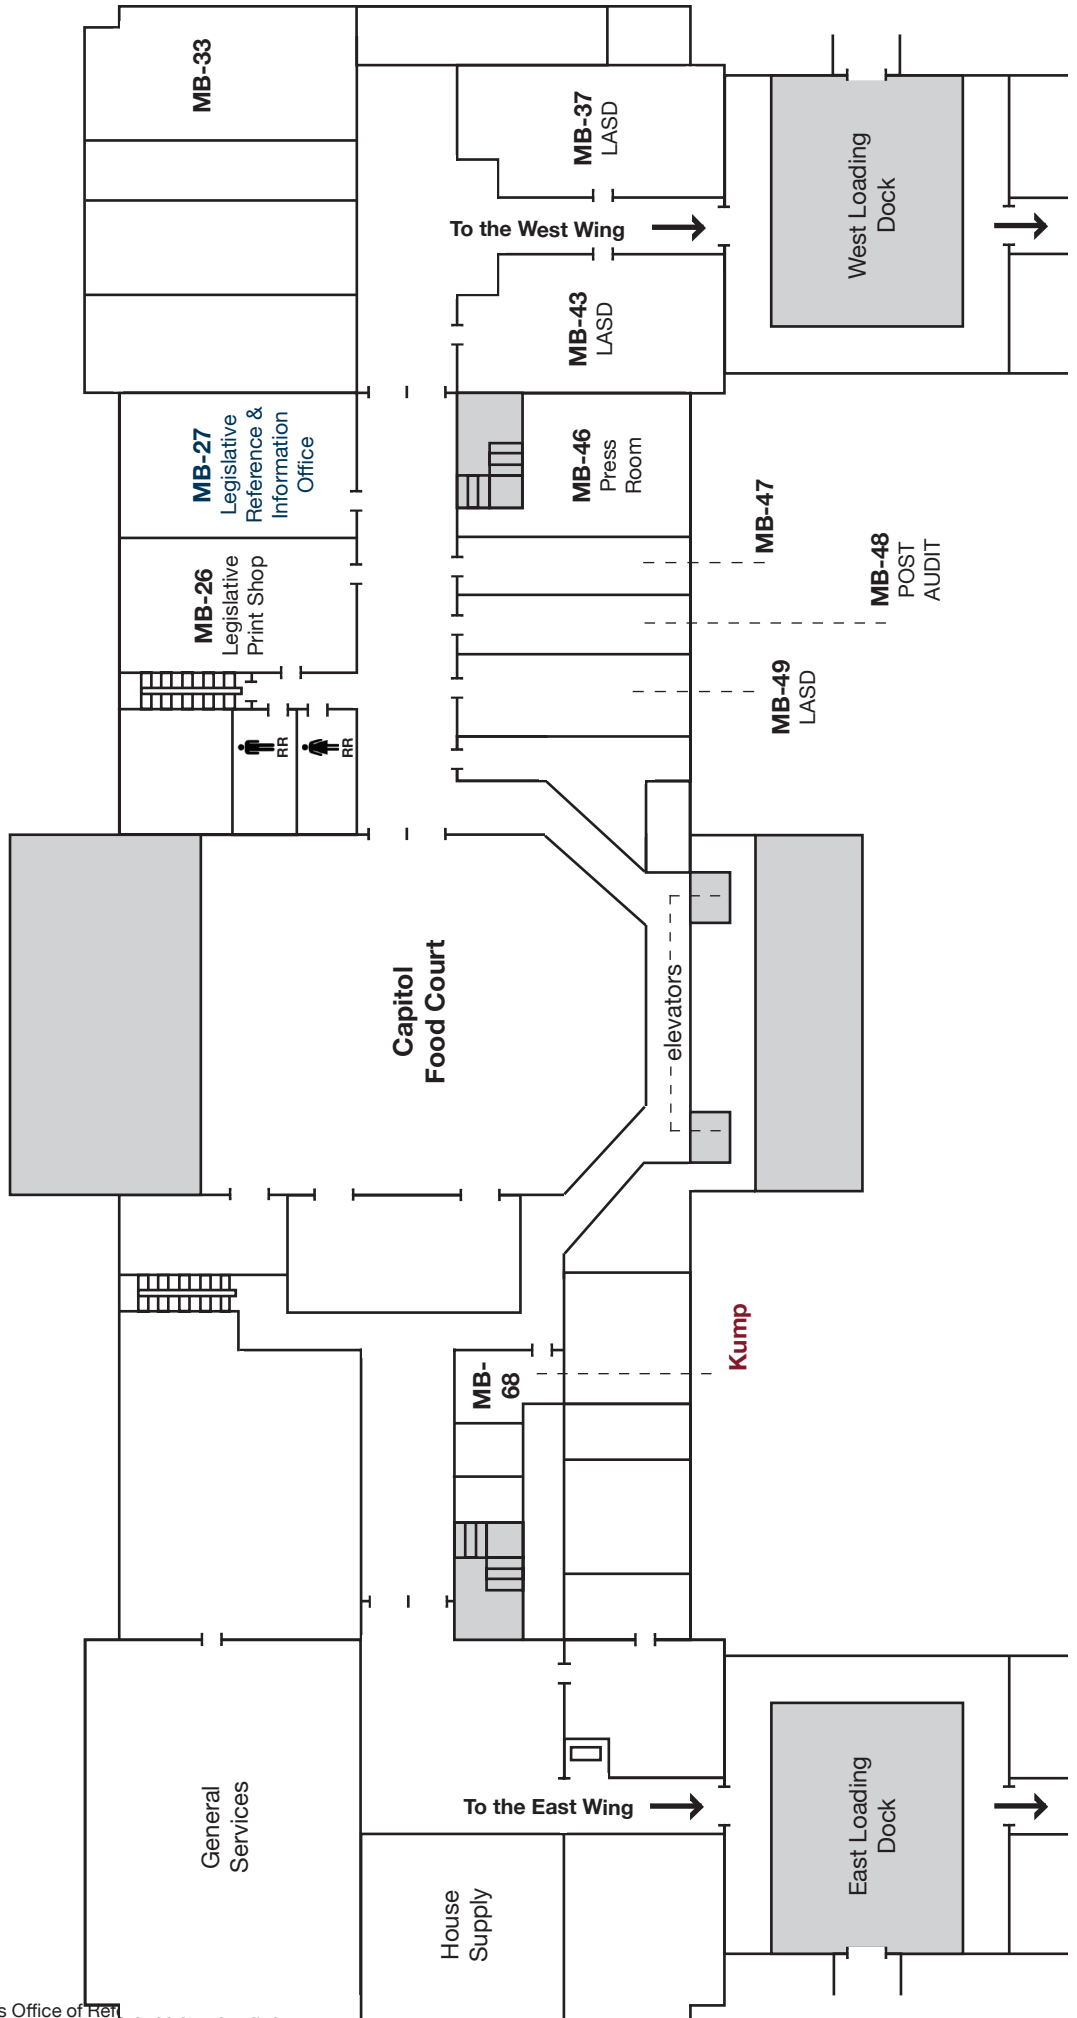 MB-33
MB-37
LASD
To the West Wing
West Loading
Dock
MB-43
LASD
MB-27
Legislative
Reference &
Information
Office
MB-46
Press
Room
MB-47
MB-48
POST
AUDIT
MB-26
Legislative
Print Shop
MB-49
LASD
RR
RR
Capitol
Food Court
elevators
Kump
MB-
68
General
Services
To the East Wing
East Loading
Dock
House
Supply
s Office of